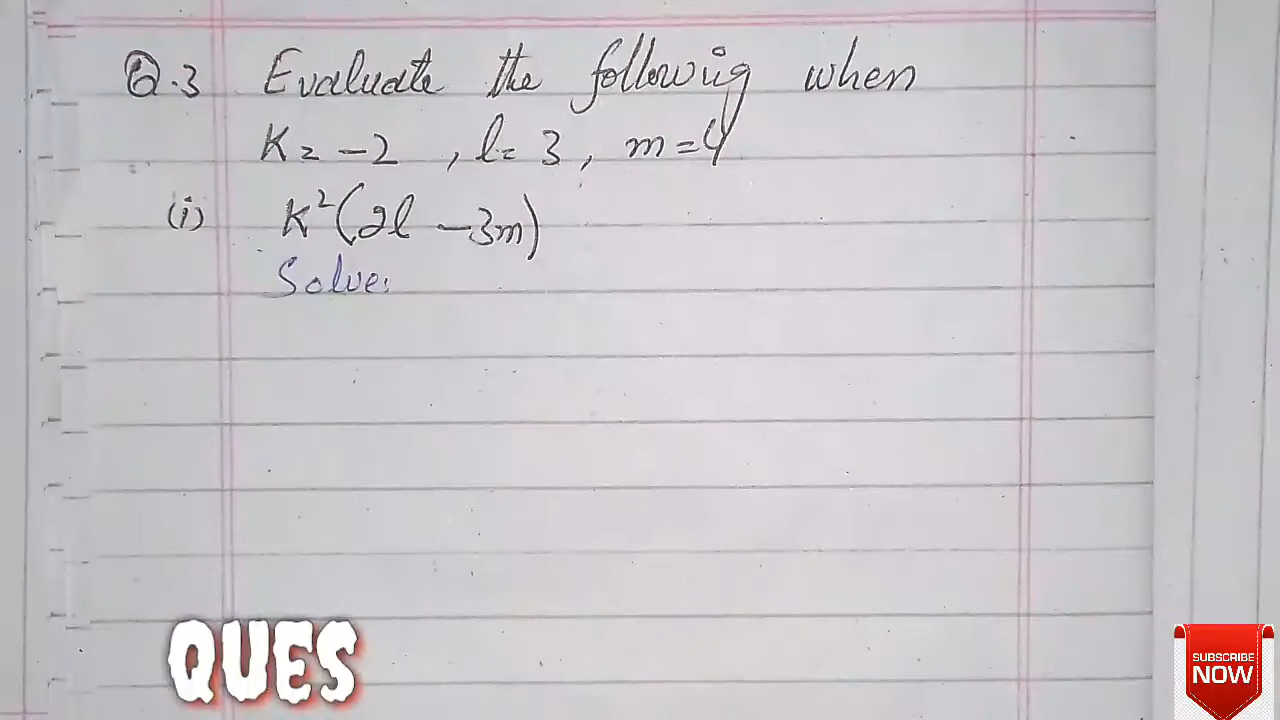 Q.3 Evaluate the following when
K = -2 , l = 3 , m = 4
(i) K²(2l - 3m)
Solve:
QUES
SUBSCRIBE
NOW